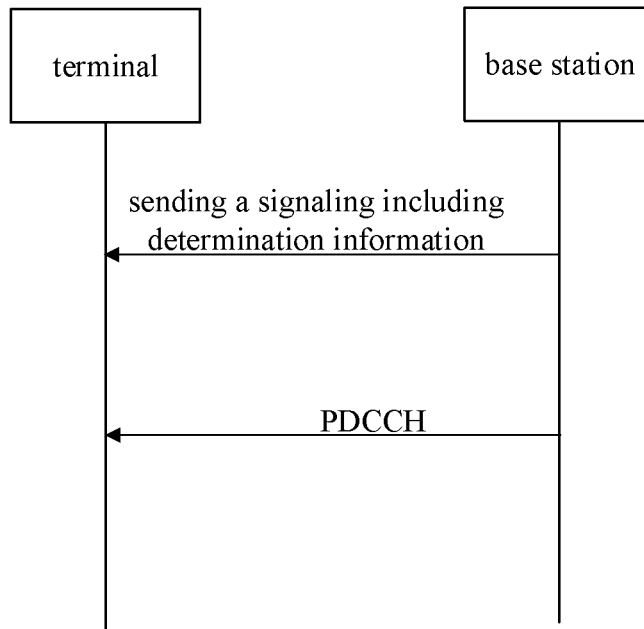 terminal
base station
sending a signaling including
determination information
PDCCH